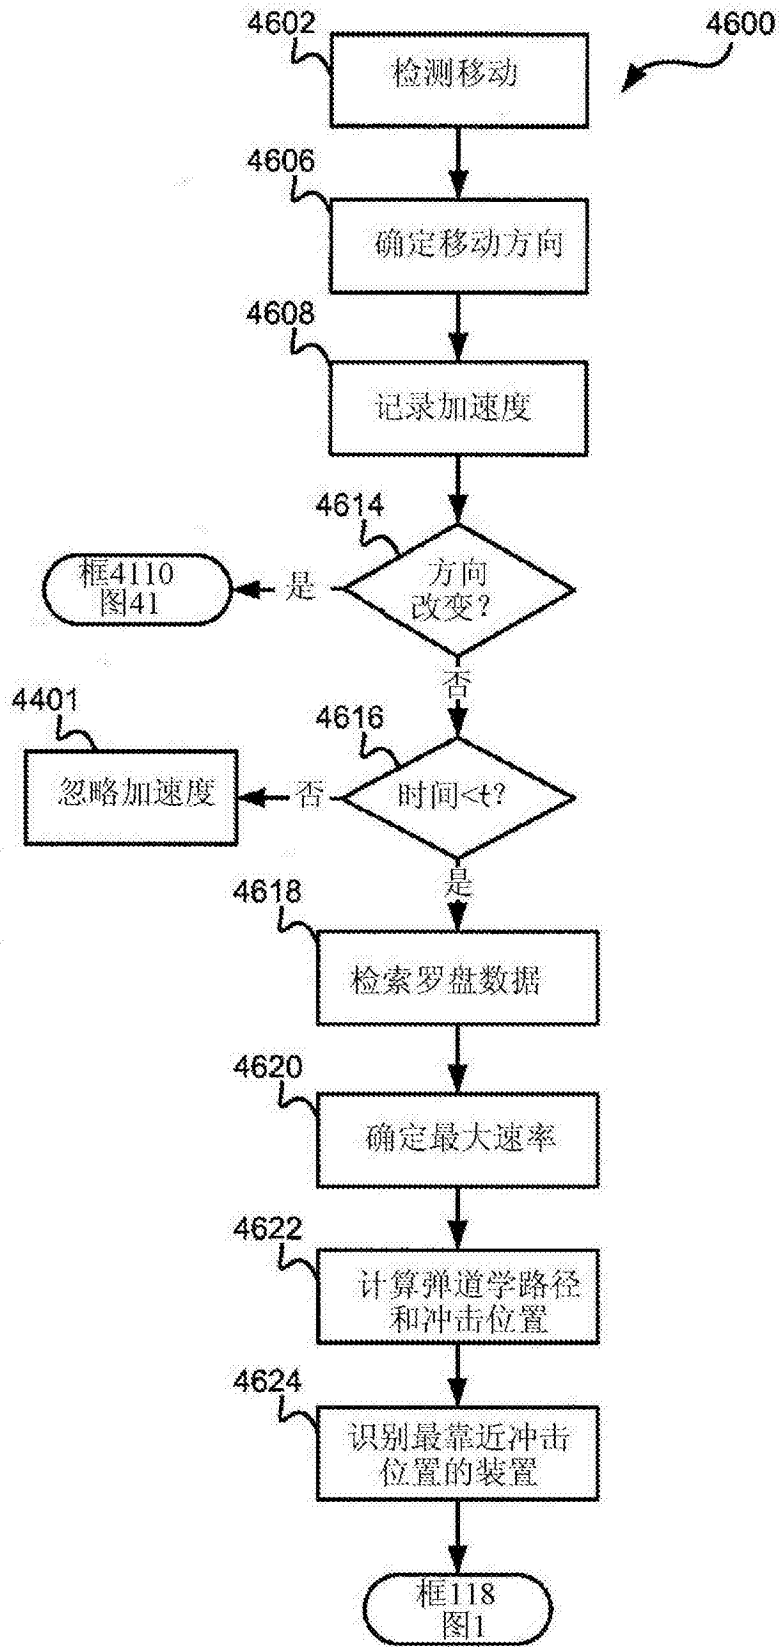 4602
4600
检测移动
4606
确定移动方向
4608
记录加速度
4614
方向
改变?
是
框4110
图41
否
4401
4616
忽略加速度
否
时间<t?
是
4618
检索罗盘数据
4620
确定最大速率
4622
计算弹道学路径
和冲击位置
4624
识别最靠近冲击
位置的装置
框118
图1